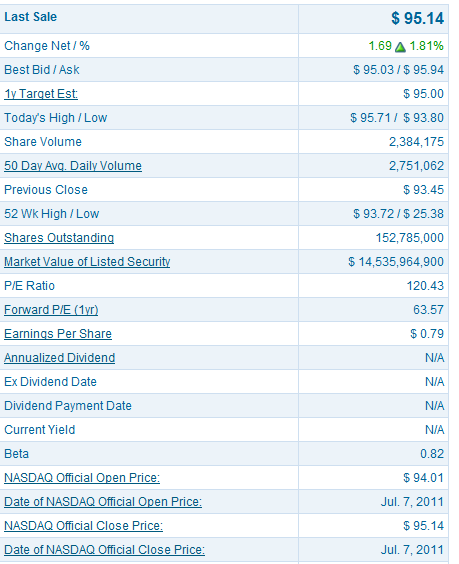 Last Sale $ 95.14
Change Net / % 1.69 1.81%
Best Bid / Ask $ 95.03 / $ 95.94
1y Target Est: $ 95.00
Today's High / Low $ 95.71 / $ 93.80
Share Volume 2,384,175
50 Day Avg. Daily Volume 2,751,062
Previous Close $ 93.45
52 Wk High / Low $ 93.72 / $ 25.38
Shares Outstanding 152,785,000
Market Value of Listed Security $ 14,535,964,900
P/E Ratio 120.43
Forward P/E (1yr) 63.57
Earnings Per Share $ 0.79
Annualized Dividend N/A
Ex Dividend Date N/A
Dividend Payment Date N/A
Current Yield N/A
Beta 0.82
NASDAQ Official Open Price: $ 94.01
Date of NASDAQ Official Open Price: Jul. 7, 2011
NASDAQ Official Close Price: $ 95.14
Date of NASDAQ Official Close Price: Jul. 7, 2011